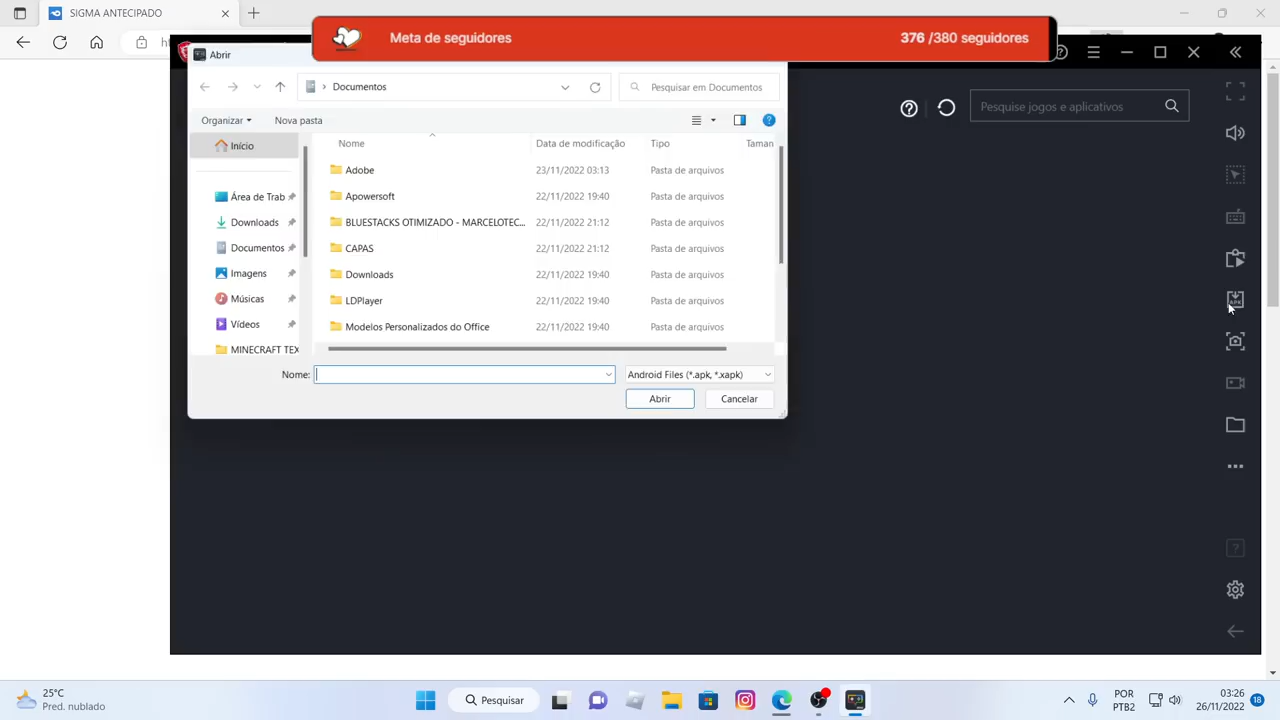 SIGMA ANTECIPADO
Meta de seguidores
376 /380 seguidores
Abrir
Documentos
Pesquisar em Documentos
Organizar
Nova pasta
Pesquise jogos e aplicativos
Nome
Data de modificação
Tipo
Taman
Início
Adobe
23/11/2022 03:13
Pasta de arquivos
Área de Trab
Apowersoft
22/11/2022 19:40
Pasta de arquivos
Downloads
BLUESTACKS OTIMIZADO - MARCELOTEC...
22/11/2022 21:12
Pasta de arquivos
Documentos
CAPAS
22/11/2022 21:12
Pasta de arquivos
Imagens
Downloads
22/11/2022 19:40
Pasta de arquivos
Músicas
LDPlayer
22/11/2022 19:40
Pasta de arquivos
Vídeos
Modelos Personalizados do Office
22/11/2022 19:40
Pasta de arquivos
MINECRAFT TEX
Nome:
Android Files (*.apk, *.xapk)
Abrir
Cancelar
APK
25°C
Pred. nublado
Pesquisar
POR
PTB2
03:26
26/11/2022
18